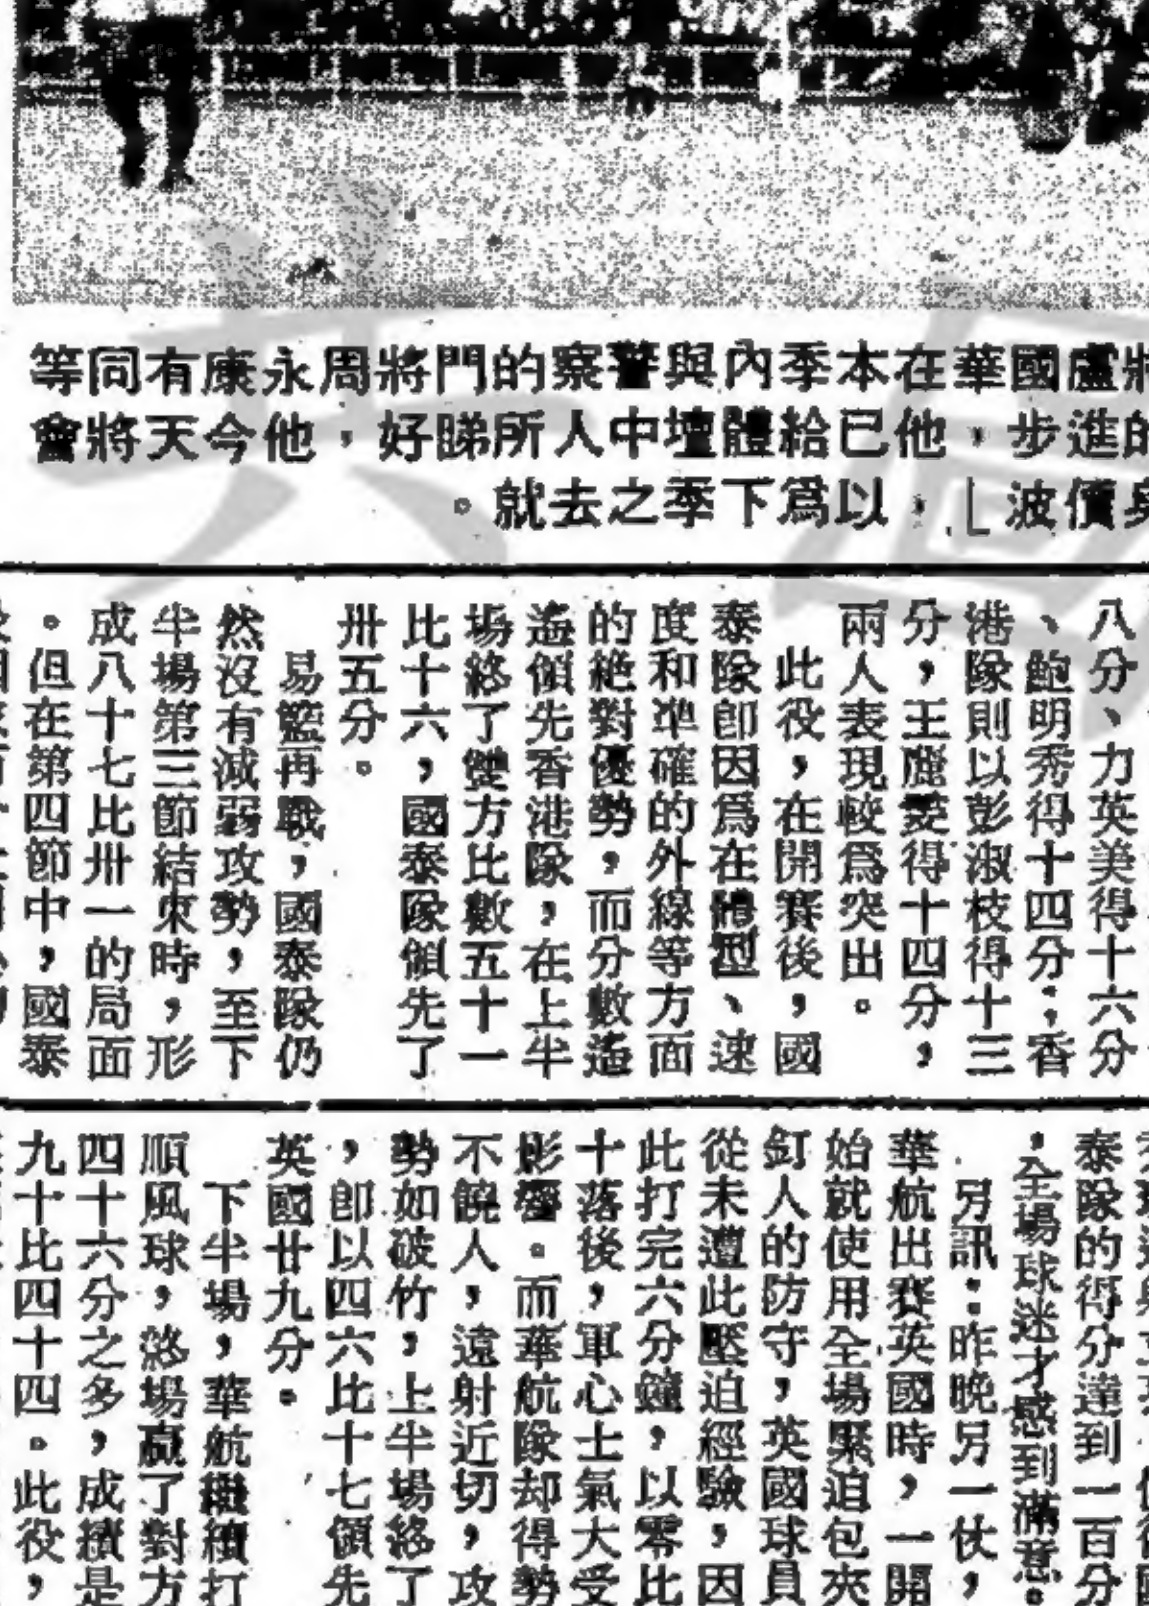 將盧國華在本季內與警察的門將周永康有同等
的進步,他已給體壇中人所睇好,他今天將會
身價波」,以爲下季之去就。
八分、力英美得十六分
、鮑明秀得十四分;香
港隊則以彭淑枝得十三
分,王麗菱得十四分,
兩人表現較爲突出。
此役,在開賽後,國
泰隊卽因爲在體型、速
度和準確的外線等方面
的絕對優勢,而分數遙
遙領先香港隊,在上半
場終了雙方比數五十一
比十六,國泰隊領先了
卅五分。
易籃再戰,國泰隊仍
然沒有減弱攻勢,至下
半場第三節結束時,形
成八十七比卅一的局面
。但在第四節中,國泰
泰隊的得分達到一百分
,全場球迷才感到滿意。
另訊:昨晚另一伙,
華航出賽英國時,一開
始就使用全場緊迫包夾
釘人的防守,英國球員
從未遭此壓迫經驗,因
此打完六分鐘,以零比
十落後,軍心士氣大受
影響。而華航隊却得勢
不饒人,遠射近切,攻
勢如破竹,上半場終了
,卽以四六比十七領先
英國廿九分。
下半場,華航繼續打
順風球,終場贏了對方
四十六分之多,成績是
九十比四十四。此役,